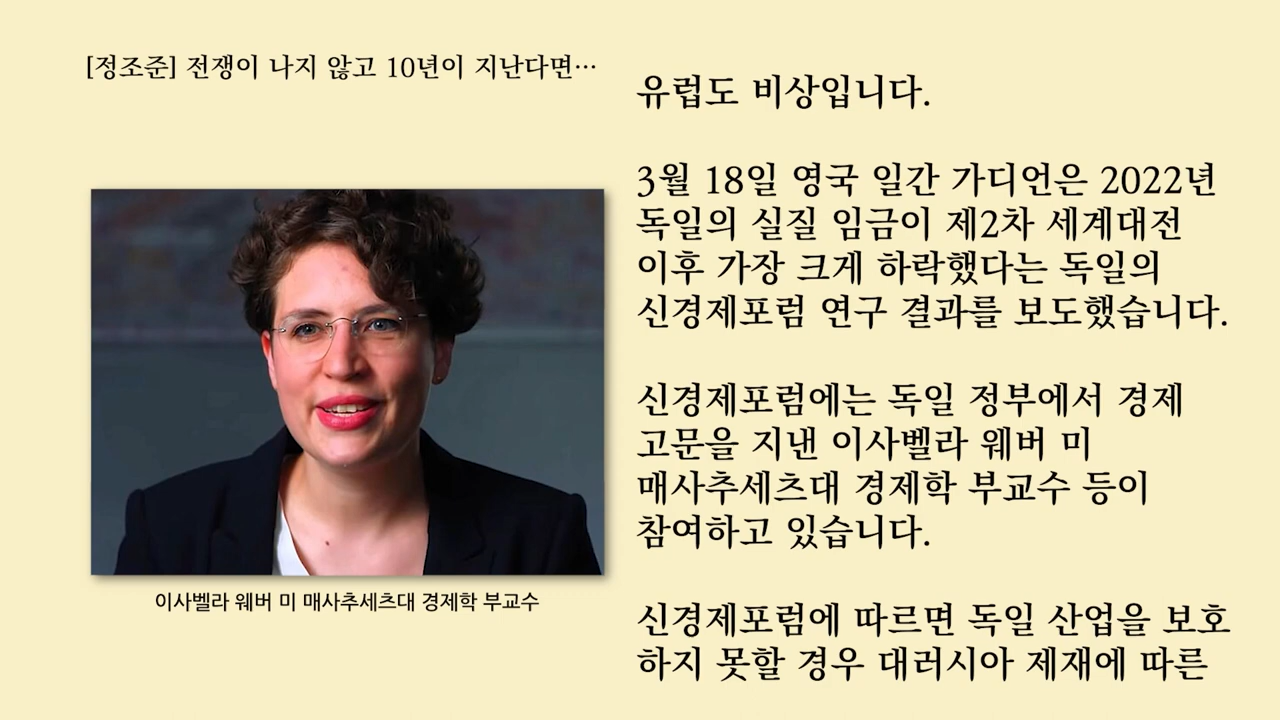 [정조준] 전쟁이 나지 않고 10년이 지난다면…
유럽도 비상입니다.
3월 18일 영국 일간 가디언은 2022년
독일의 실질 임금이 제2차 세계대전
이후 가장 크게 하락했다는 독일의
신경제포럼 연구 결과를 보도했습니다.
신경제포럼에는 독일 정부에서 경제
고문을 지낸 이사벨라 웨버 미
매사추세츠대 경제학 부교수 등이
참여하고 있습니다.
신경제포럼에 따르면 독일 산업을 보호
하지 못할 경우 대러시아 제재에 따른
이사벨라 웨버 미 매사추세츠대 경제학 부교수